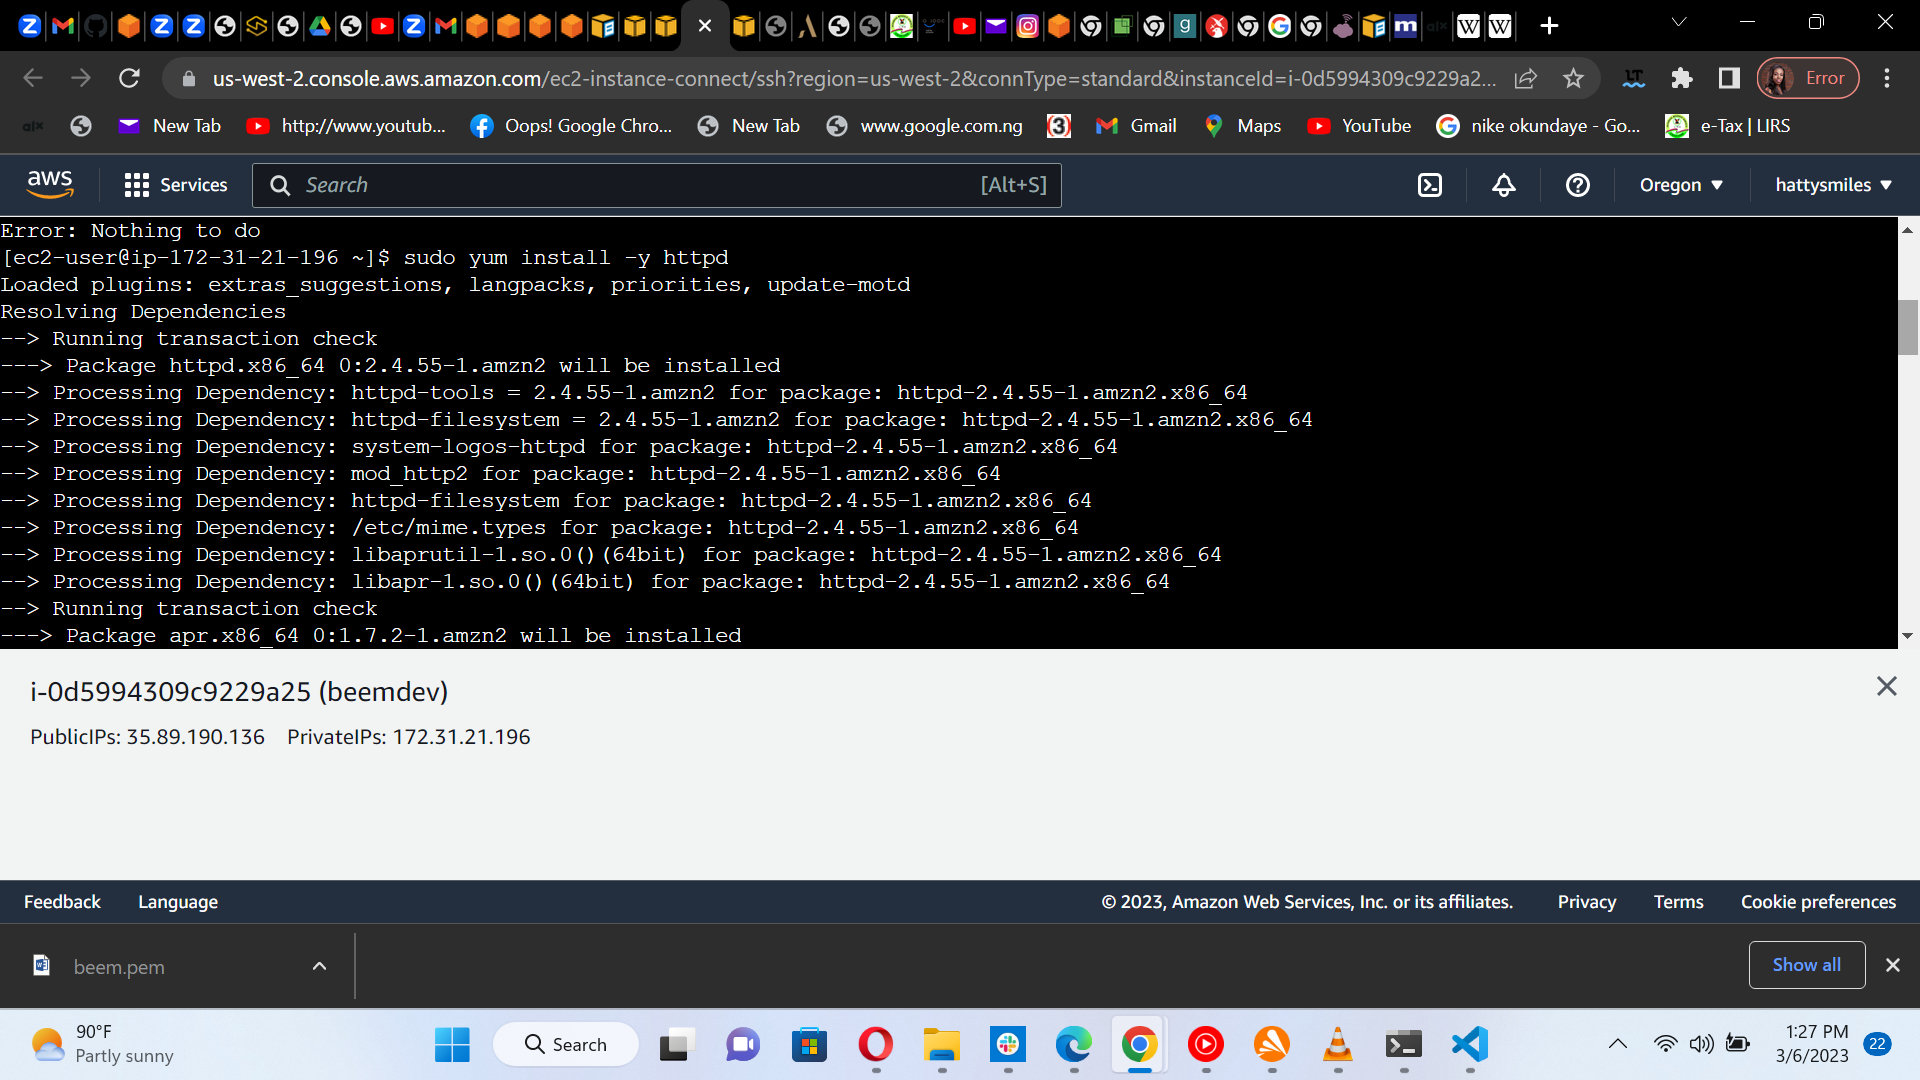 us-west-2.console.aws.amazon.com/ec2-instance-connect/ssh?region=us-west-2&connType=standard&instanceId=i-0d5994309c9229a2...
Error
New Tab
http://www.youtub...
Oops! Google Chro...
New Tab
www.google.com.ng
Gmail
Maps
YouTube
nike okundaye - Go...
e-Tax | LIRS
aws
Services
Search
[Alt+S]
Oregon
hattysmiles
Error: Nothing to do
[ec2-user@ip-172-31-21-196 ~]$ sudo yum install -y httpd
Loaded plugins: extras_suggestions, langpacks, priorities, update-motd
Resolving Dependencies
--> Running transaction check
---> Package httpd.x86_64 0:2.4.55-1.amzn2 will be installed
--> Processing Dependency: httpd-tools = 2.4.55-1.amzn2 for package: httpd-2.4.55-1.amzn2.x86_64
--> Processing Dependency: httpd-filesystem = 2.4.55-1.amzn2 for package: httpd-2.4.55-1.amzn2.x86_64
--> Processing Dependency: system-logos-httpd for package: httpd-2.4.55-1.amzn2.x86_64
--> Processing Dependency: mod_http2 for package: httpd-2.4.55-1.amzn2.x86_64
--> Processing Dependency: httpd-filesystem for package: httpd-2.4.55-1.amzn2.x86_64
--> Processing Dependency: /etc/mime.types for package: httpd-2.4.55-1.amzn2.x86_64
--> Processing Dependency: libaprutil-1.so.0()(64bit) for package: httpd-2.4.55-1.amzn2.x86_64
--> Processing Dependency: libapr-1.so.0()(64bit) for package: httpd-2.4.55-1.amzn2.x86_64
--> Running transaction check
---> Package apr.x86_64 0:1.7.2-1.amzn2 will be installed
i-0d5994309c9229a25 (beemdev)
PublicIPs: 35.89.190.136 PrivateIPs: 172.31.21.196
Feedback
Language
© 2023, Amazon Web Services, Inc. or its affiliates.
Privacy
Terms
Cookie preferences
beem.pem
Show all
90°F
Partly sunny
Search
1:27 PM
3/6/2023
22